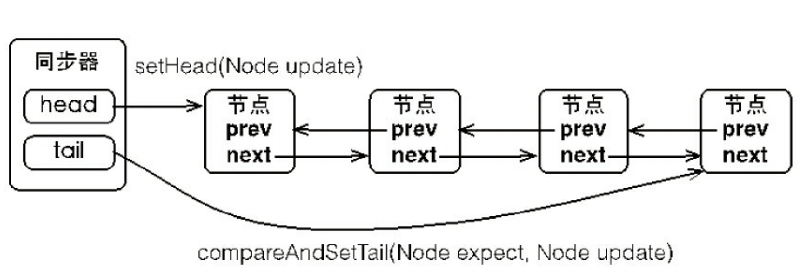 同步器
head
tail
setHead(Node update)
节点
prev
next
节点
prev
next
节点
prev
next
节点
prev
next
compareAndSetTail(Node expect, Node update)